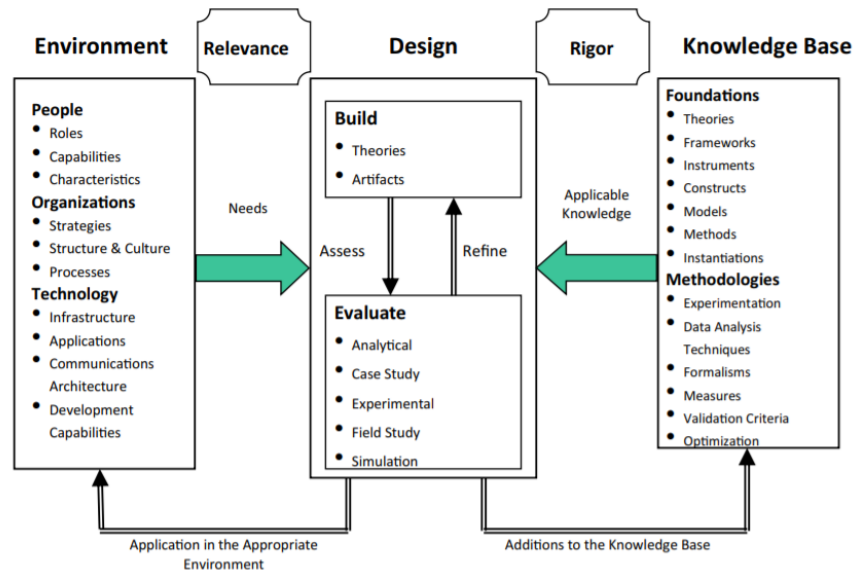 Environment
Relevance
Design
Rigor
Knowledge Base
People
• Roles
• Capabilities
• Characteristics
Organizations
• Strategies
• Structure & Culture
• Processes
Technology
• Infrastructure
• Applications
• Communications
Architecture
• Development
Capabilities
Needs
Build
• Theories
• Artifacts
Assess
Refine
Evaluate
• Analytical
• Case Study
• Experimental
• Field Study
• Simulation
Applicable
Knowledge
Foundations
• Theories
• Frameworks
• Instruments
• Constructs
• Models
• Methods
• Instantiations
Methodologies
• Experimentation
• Data Analysis
Techniques
• Formalisms
• Measures
• Validation Criteria
• Optimization
Application in the Appropriate
Environment
Additions to the Knowledge Base